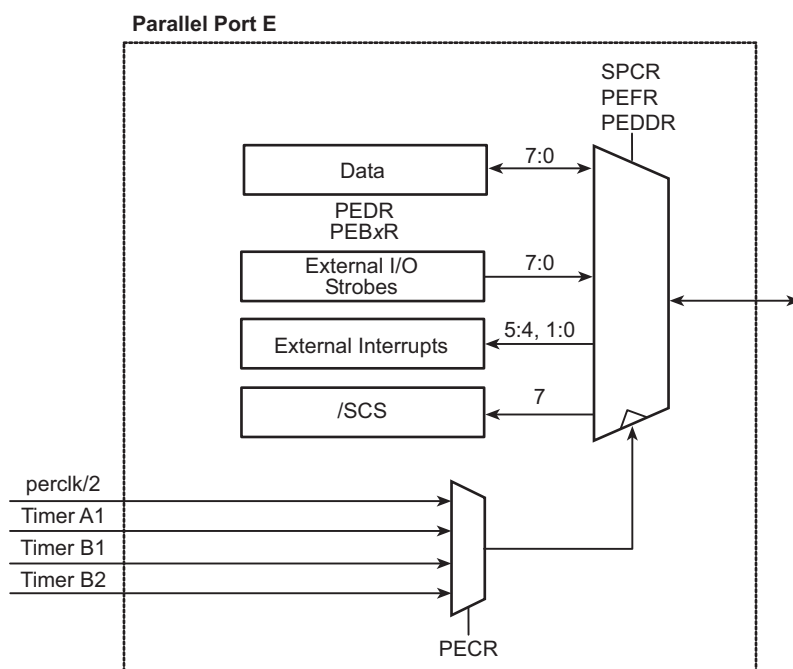 Parallel Port E
SPCR
PEFR
PEDDR
Data
7:0
PEDR
PEBxR
External I/O
Strobes
7:0
External Interrupts
5:4, 1:0
/SCS
7
perclk/2
Timer A1
Timer B1
Timer B2
PECR